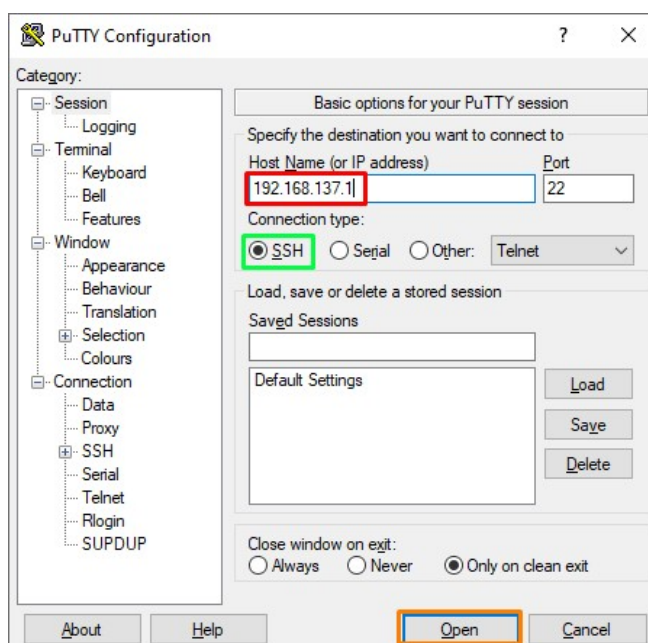 PuTTY Configuration
? ×
Category:
Session
Logging
Terminal
Keyboard
Bell
Features
Window
Appearance
Behaviour
Translation
Selection
Colours
Connection
Data
Proxy
SSH
Serial
Telnet
Rlogin
SUPDUP
Basic options for your PuTTY session
Specify the destination you want to connect to
Host Name (or IP address) Port
192.168.137.1 22
Connection type:
SSH Serial Other: Telnet
Load, save or delete a stored session
Saved Sessions
Default Settings
Load
Save
Delete
Close window on exit:
Always Never Only on clean exit
About Help Open Cancel